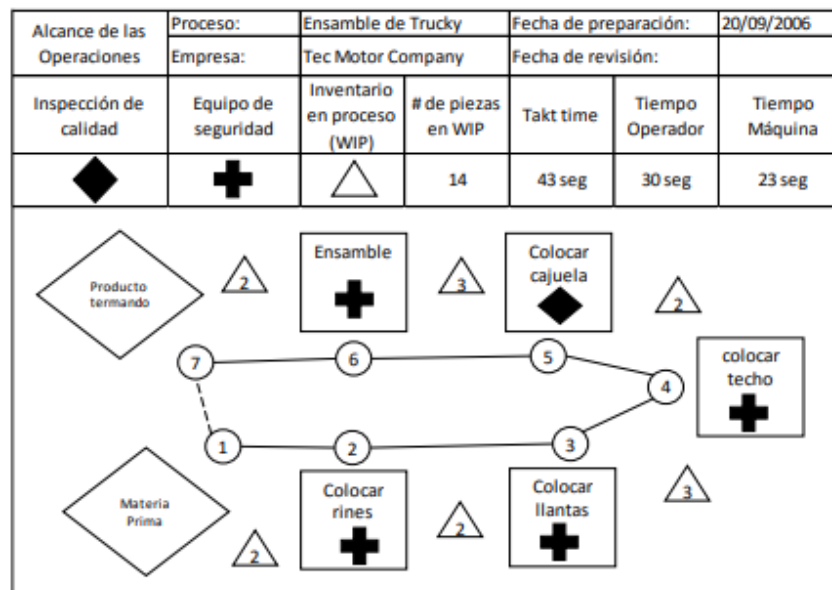 Alcance de las
Operaciones
Proceso:
Ensamble de Trucky
Fecha de preparación:
20/09/2006
Empresa:
Tec Motor Company
Fecha de revisión:
Inspección de
calidad
Equipo de
seguridad
Inventario
en proceso
(WIP)
# de piezas
en WIP
Takt time
Tiempo
Operador
Tiempo
Máquina
14
43 seg
30 seg
23 seg
Producto
termando
2
Ensamble
3
Colocar
cajuela
2
7
6
5
4
colocar
techo
1
2
3
Materia
Prima
2
Colocar
rines
2
Colocar
llantas
3